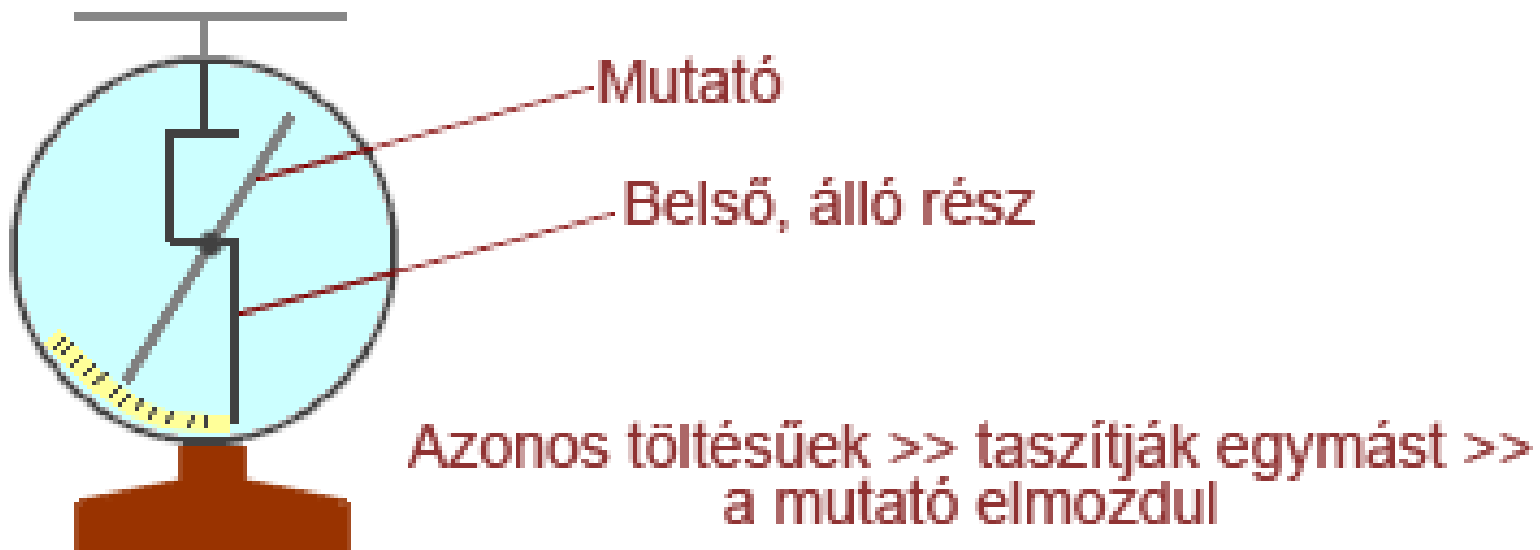 Mutató
Belső, álló rész
Azonos töltésűek >> taszítják egymást >>
a mutató elmozdul